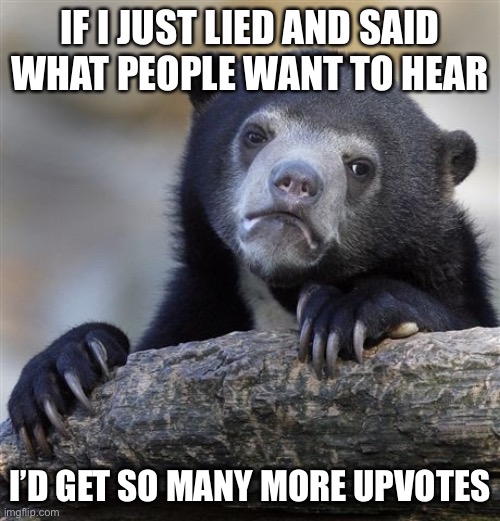 IF I JUST LIED AND SAID
WHAT PEOPLE WANT TO HEAR
I'D GET SO MANY MORE UPVOTES
imgflip.com